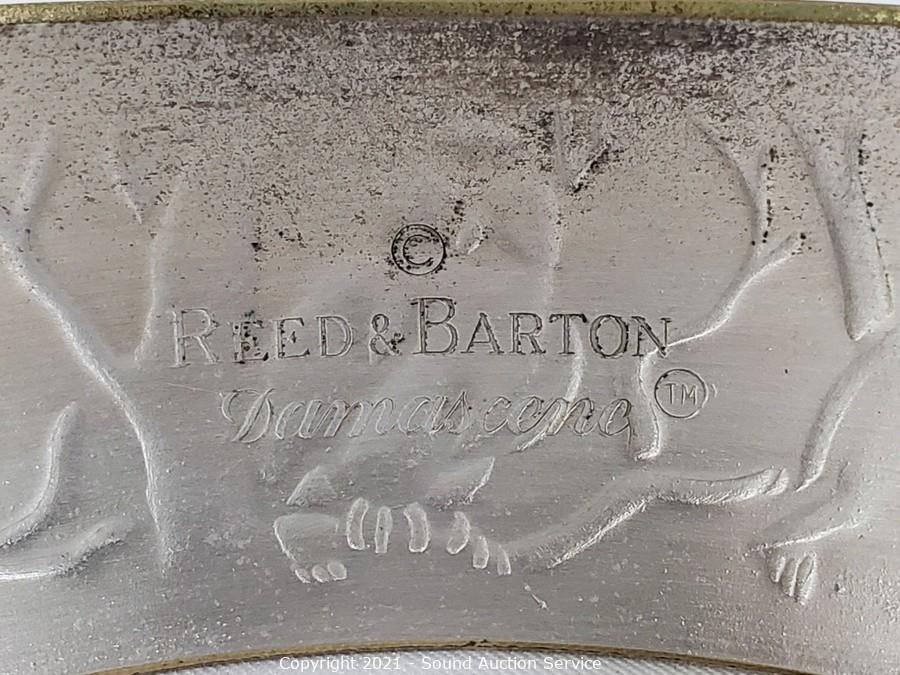 ©
REED & BARTON
Damascene TM
Copyright 2021 - Sound Auction Service